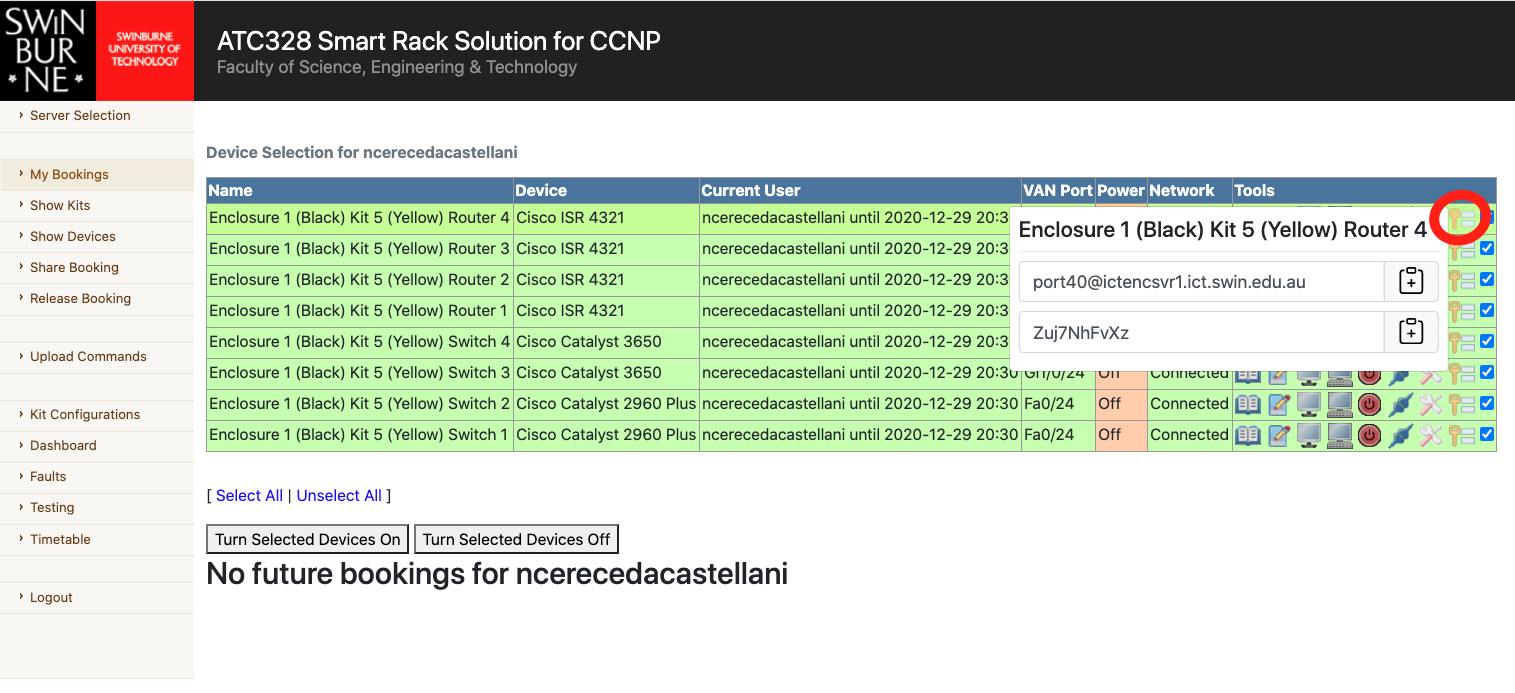 SWIN
BUR
NE
SWINBURNE
UNIVERSITY OF
TECHNOLOGY
ATC328 Smart Rack Solution for CCNP
Faculty of Science, Engineering & Technology
Server Selection
My Bookings
Show Kits
Show Devices
Share Booking
Release Booking
Upload Commands
Kit Configurations
Dashboard
Faults
Testing
Timetable
Logout
Device Selection for ncerecedacastellani
Name Device Current User VAN Port Power Network Tools
Enclosure 1 (Black) Kit 5 (Yellow) Router 4 Cisco ISR 4321 ncerecedacastellani until 2020-12-29 20:3
Enclosure 1 (Black) Kit 5 (Yellow) Router 3 Cisco ISR 4321 ncerecedacastellani until 2020-12-29 20:3
Enclosure 1 (Black) Kit 5 (Yellow) Router 2 Cisco ISR 4321 ncerecedacastellani until 2020-12-29 20:3
Enclosure 1 (Black) Kit 5 (Yellow) Router 1 Cisco ISR 4321 ncerecedacastellani until 2020-12-29 20:3
Enclosure 1 (Black) Kit 5 (Yellow) Switch 4 Cisco Catalyst 3650 ncerecedacastellani until 2020-12-29 20:3
Enclosure 1 (Black) Kit 5 (Yellow) Switch 3 Cisco Catalyst 3650 ncerecedacastellani until 2020-12-29 20:30 Off Connected
Enclosure 1 (Black) Kit 5 (Yellow) Switch 2 Cisco Catalyst 2960 Plus ncerecedacastellani until 2020-12-29 20:30 Fa0/24 Off Connected
Enclosure 1 (Black) Kit 5 (Yellow) Switch 1 Cisco Catalyst 2960 Plus ncerecedacastellani until 2020-12-29 20:30 Fa0/24 Off Connected
Enclosure 1 (Black) Kit 5 (Yellow) Router 4
port40@ictencsvr1.ict.swin.edu.au
Zuj7NhFvXz
[ Select All | Unselect All ]
Turn Selected Devices On Turn Selected Devices Off
No future bookings for ncerecedacastellani